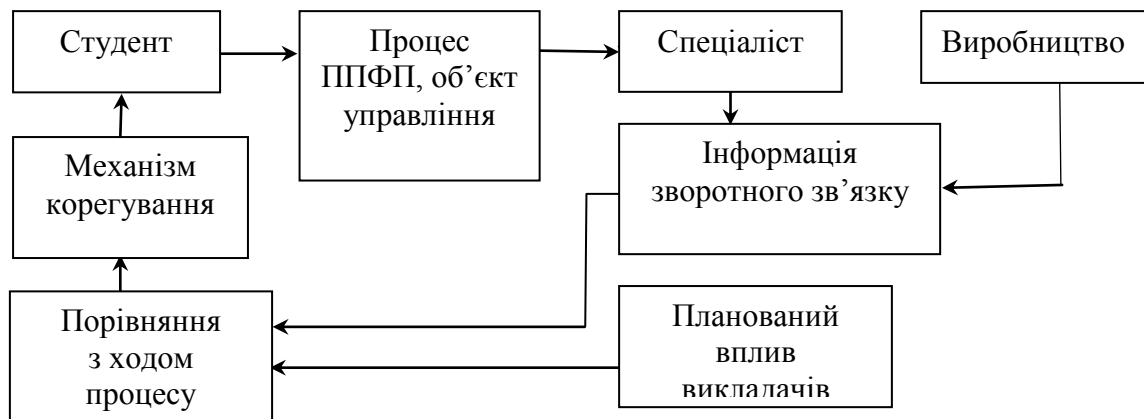 Студент
Процес
ППФП, об’єкт
управління
Спеціаліст
Виробництво
Механізм
корегування
Інформація
зворотного зв’язку
Порівняння
з ходом
процесу
Планований
вплив
викладачів